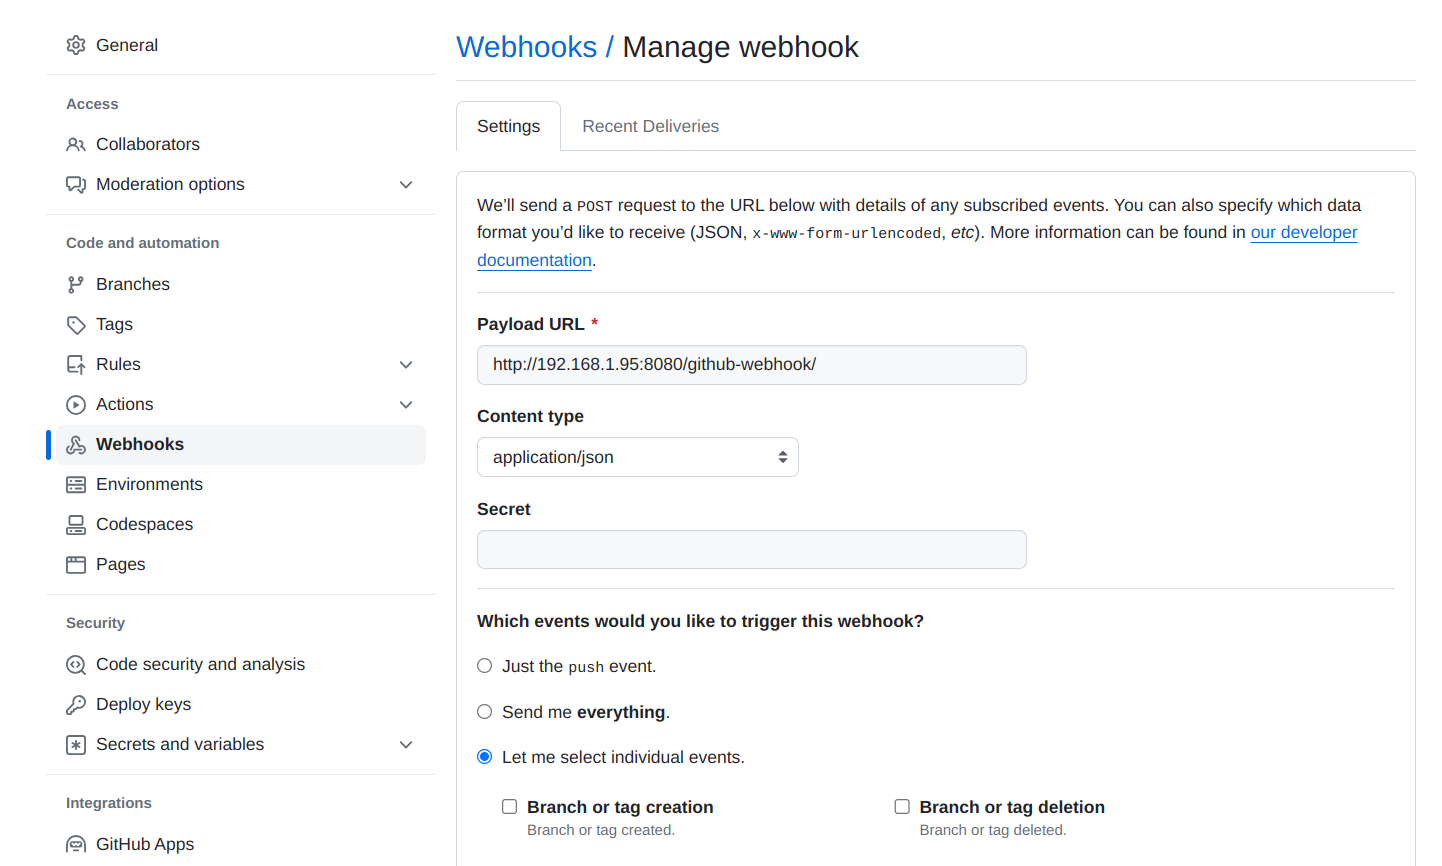 General
Access
Collaborators
Moderation options
Code and automation
Branches
Tags
Rules
Actions
Webhooks
Environments
Codespaces
Pages
Security
Code security and analysis
Deploy keys
Secrets and variables
Integrations
GitHub Apps
Webhooks / Manage webhook
Settings
Recent Deliveries
We’ll send a POST request to the URL below with details of any subscribed events. You can also specify which data
format you’d like to receive (JSON, x-www-form-urlencoded, etc). More information can be found in our developer
documentation.
Payload URL *
http://192.168.1.95:8080/github-webhook/
Content type
application/json
Secret
Which events would you like to trigger this webhook?
Just the push event.
Send me everything.
Let me select individual events.
Branch or tag creation
Branch or tag created.
Branch or tag deletion
Branch or tag deleted.